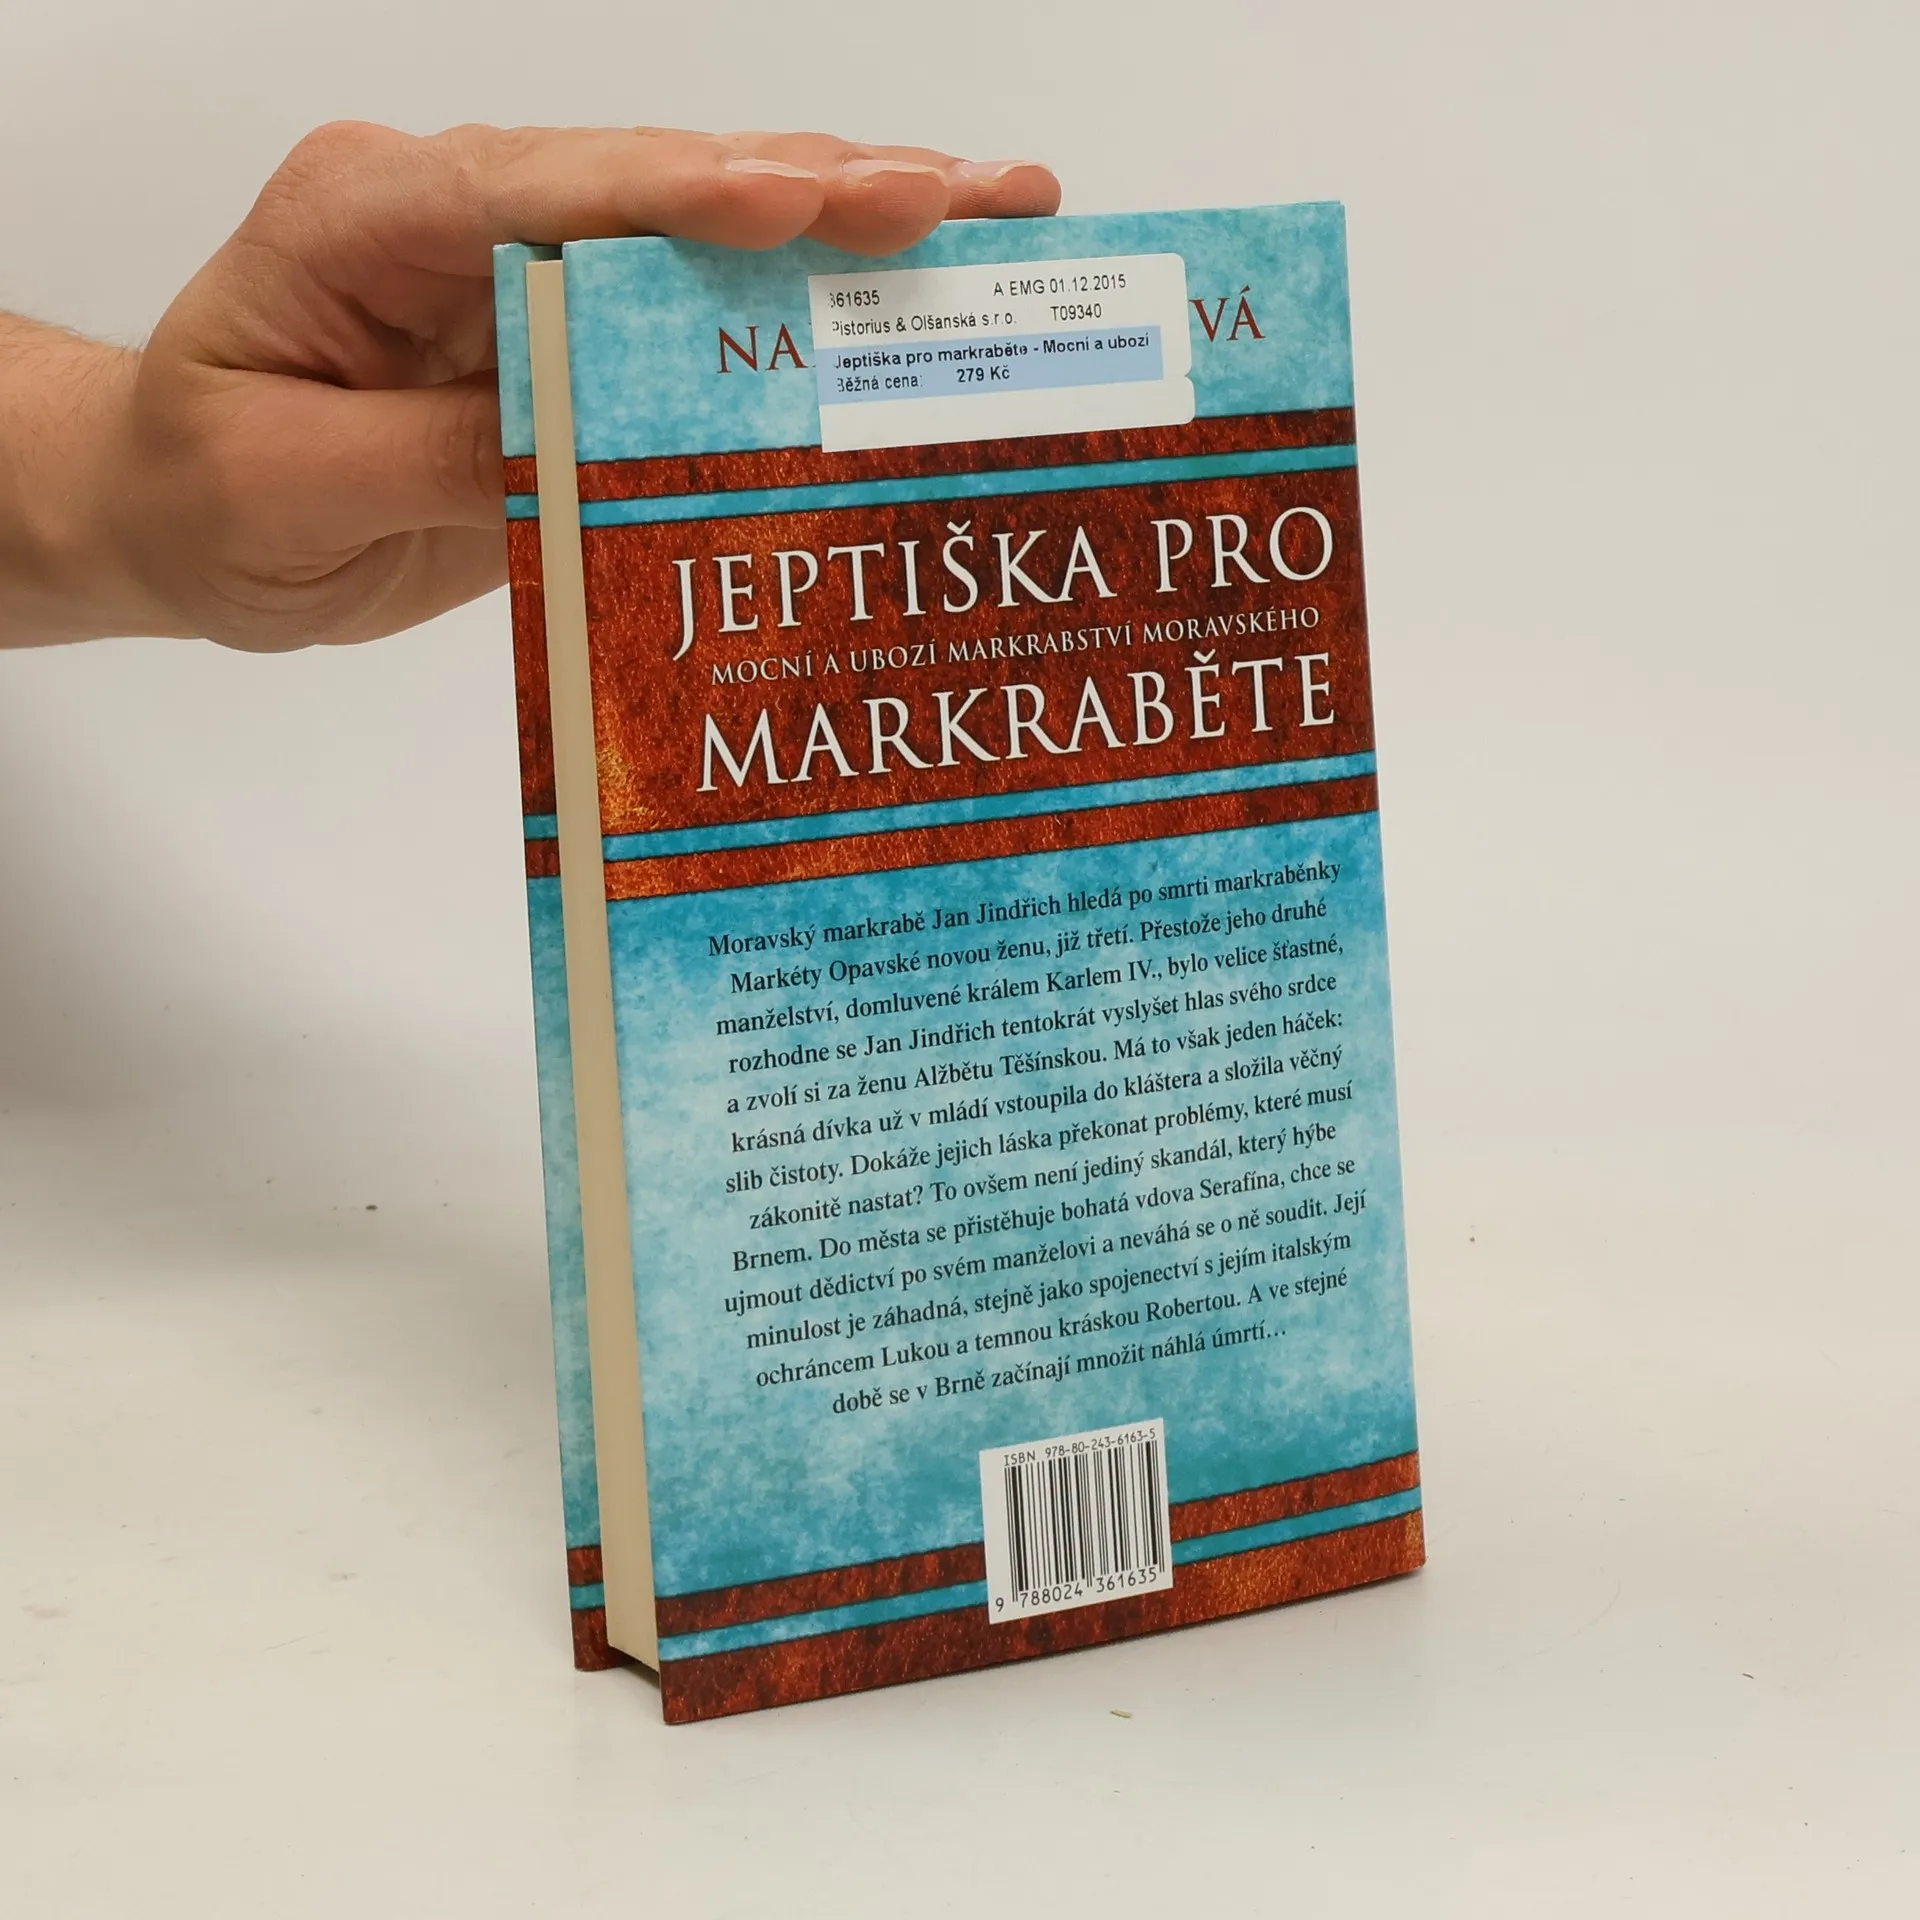 361635 A EMG 01.12.2015
Pistorius & Olšanská s.r.o. T09340
Jeptiška pro markraběte - Mocní a ubozí
Běžná cena: 279 Kč
NA VÁ
JEPTIŠKA PRO
MOCNÍ A UBOZÍ MARKRABSTVÍ MORAVSKÉHO
MARKRABĚTE
Moravský markrabě Jan Jindřich hledá po smrti markraběnky
Markéty Opavské novou ženu, již třetí. Přestože jeho druhé
manželství, domluvené králem Karlem IV., bylo velice šťastné,
rozhodne se Jan Jindřich tentokrát vyslyšet hlas svého srdce
a zvolí si za ženu Alžbětu Těšínskou. Má to však jeden háček:
krásná dívka už v mládí vstoupila do kláštera a složila věčný
slib čistoty. Dokáže jejich láska překonat problémy, které musí
zákonitě nastat? To ovšem není jediný skandál, který hýbe
Brnem. Do města se přistěhuje bohatá vdova Serafína, chce se
ujmout dědictví po svém manželovi a neváhá se o ně soudit. Její
minulost je záhadná, stejně jako spojenectví s jejím italským
ochráncem Lukou a temnou kráskou Robertou. A ve stejné
době se v Brně začínají množit náhlá úmrtí...
ISBN 978-80-243-6163-5
9 788024 361635